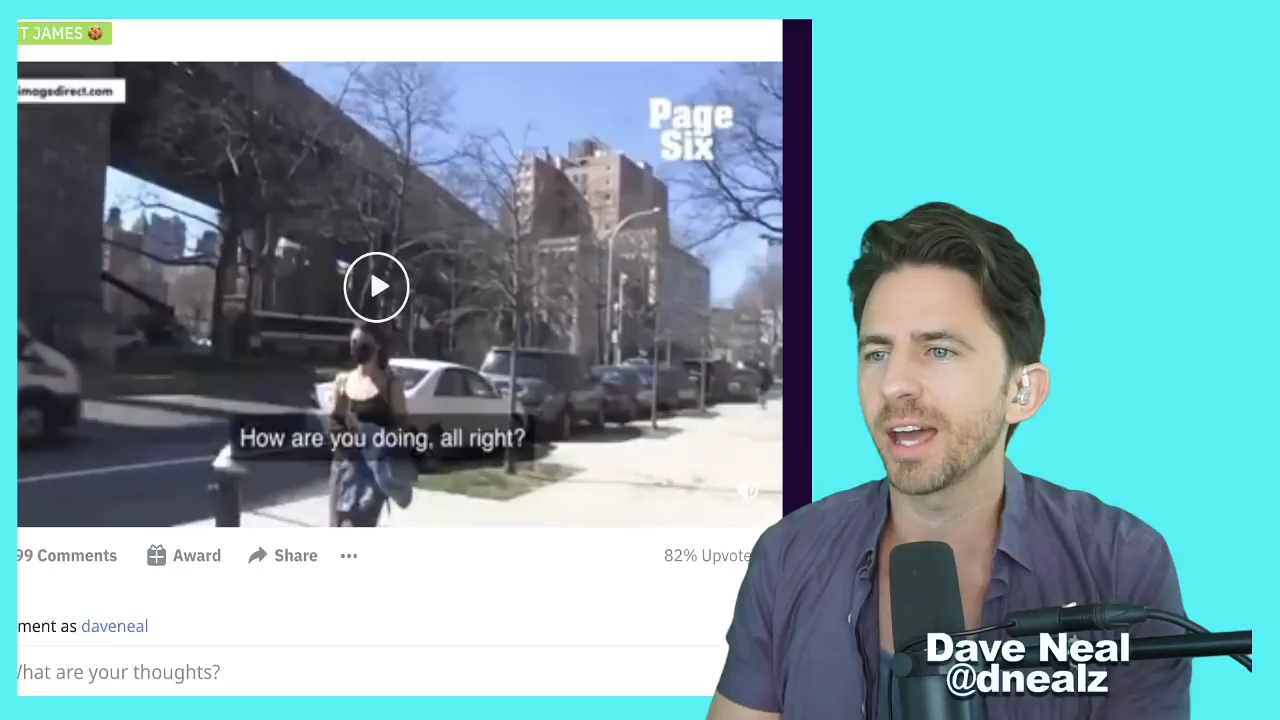 T JAMES
imagedirect.com
Page
Six
How are you doing, all right?
99 Comments
Award
Share
82% Upvote
ment as daveneal
What are your thoughts?
Dave Neal
@dnealz